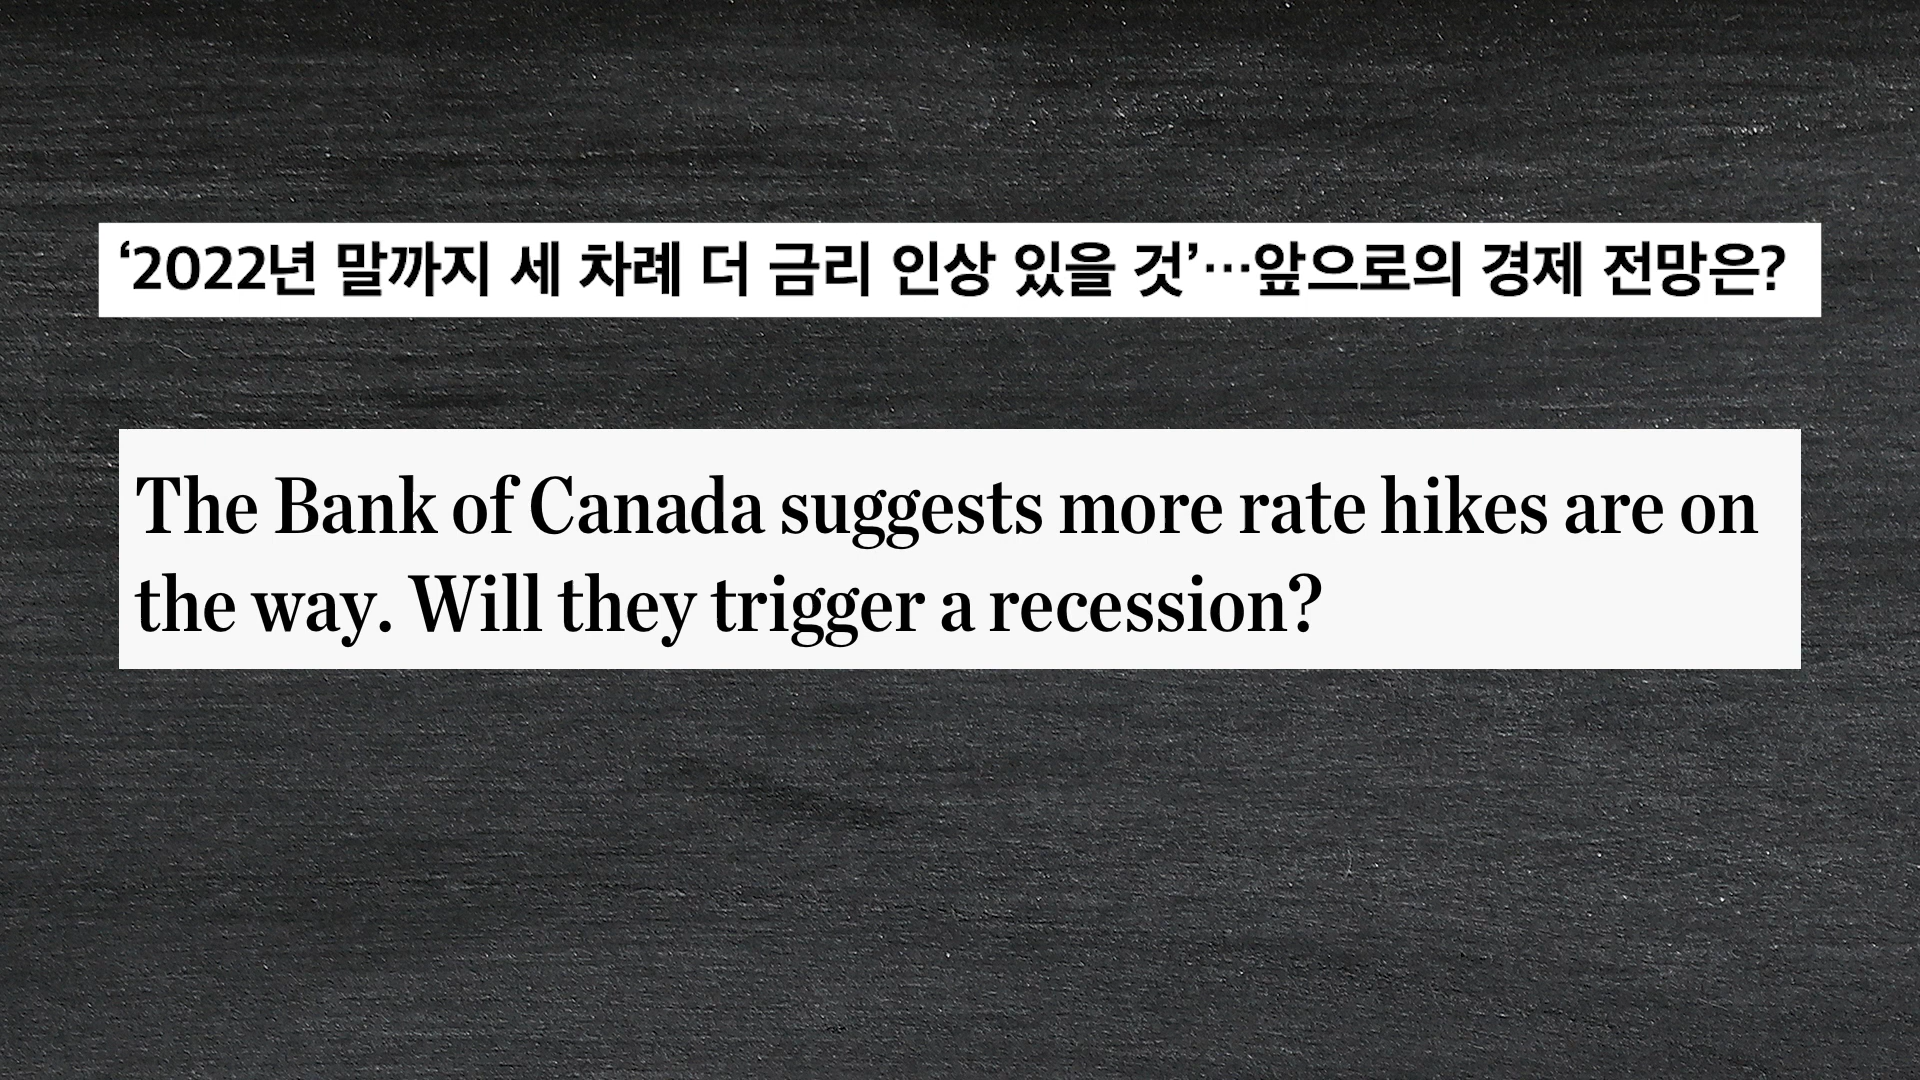 ‘2022년 말까지 세 차례 더 금리 인상 있을 것’…앞으로의 경제 전망은?
The Bank of Canada suggests more rate hikes are on
the way. Will they trigger a recession?